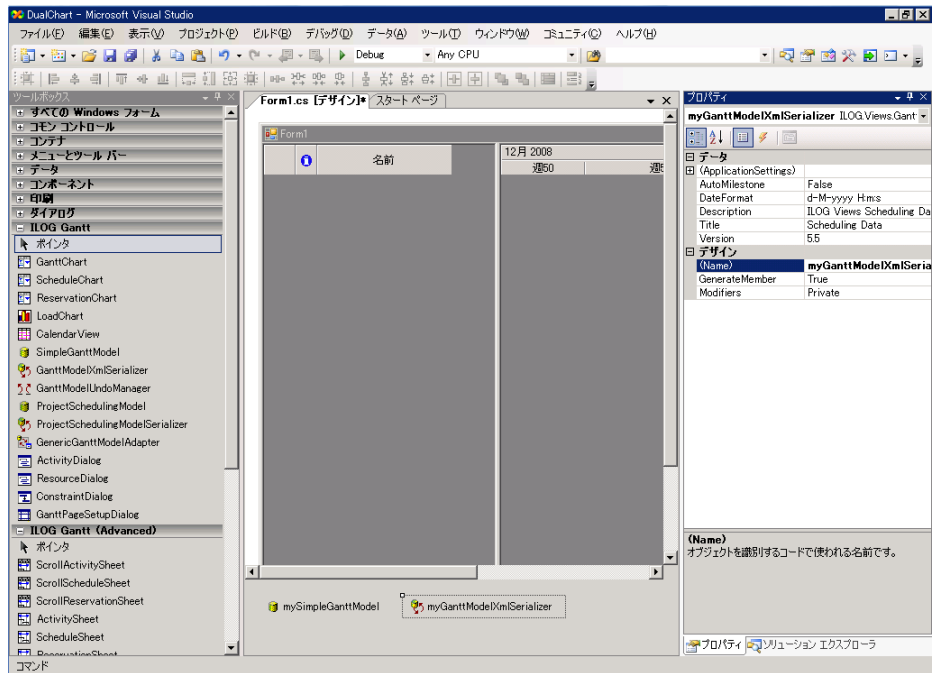 DualChart - Microsoft Visual Studio
ファイル(F) 編集(E) 表示(V) プロジェクト(P) ビルド(B) デバッグ(D) データ(A) ツール(T) ウィンドウ(W) コミュニティ(C) ヘルプ(H)
Debug Any CPU
ツールボックス
すべての Windows フォーム
コモン コントロール
コンテナ
メニューとツール バー
データ
コンポーネント
印刷
ダイアログ
ILOG Gantt
ポインタ
GanttChart
ScheduleChart
ReservationChart
LoadChart
CalendarView
SimpleGanttModel
GanttModelXmlSerializer
GanttModelUndoManager
ProjectSchedulingModel
ProjectSchedulingModelSerializer
GenericGanttModelAdapter
ActivityDialog
ResourceDialog
ConstraintDialog
GanttPageSetupDialog
ILOG Gantt (Advanced)
ポインタ
ScrollActivitySheet
ScrollScheduleSheet
ScrollReservationSheet
ActivitySheet
ScheduleSheet
ReservationSheet
コマンド
Form1.cs [デザイン]* スタート ページ
Form1
名前
12月 2008
週50 週5
mySimpleGanttModel myGanttModelXmlSerializer
プロパティ
myGanttModelXmlSerializer ILOG.Views.Gant
データ
(ApplicationSettings)
AutoMilestone False
DateFormat d-M-yyyy H:m:s
Description ILOG Views Scheduling Da
Title Scheduling Data
Version 5.5
デザイン
(Name) myGanttModelXmlSeria
GenerateMember True
Modifiers Private
(Name)
オブジェクトを識別するコードで使われる名前です。
プロパティ ソリューション エクスプローラ